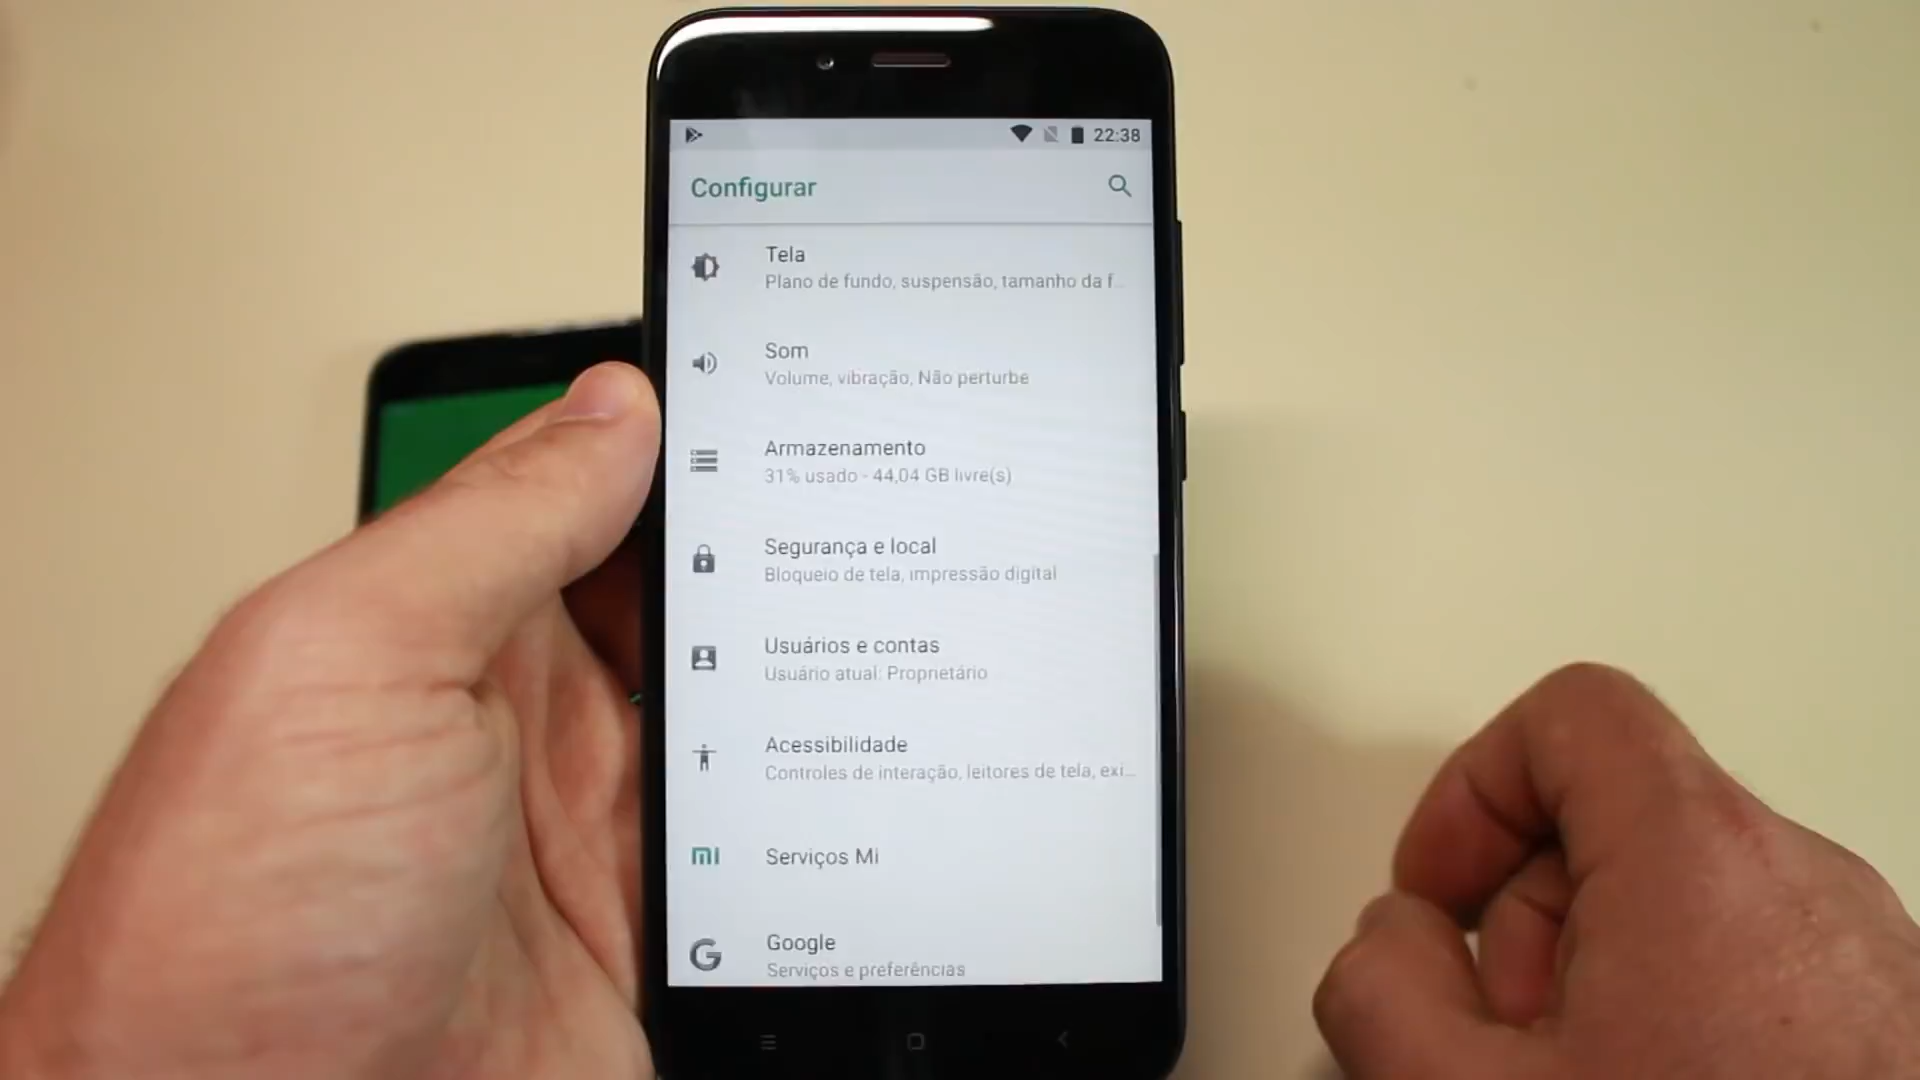 22:38
Configurar
Tela
Plano de fundo, suspensão, tamanho da f...
Som
Volume, vibração, Não perturbe
Armazenamento
31% usado - 44,04 GB livre(s)
Segurança e local
Bloqueio de tela, impressão digital
Usuários e contas
Usuário atual: Proprietário
Acessibilidade
Controles de interação, leitores de tela, exi...
mi Serviços Mi
G Google
Serviços e preferências